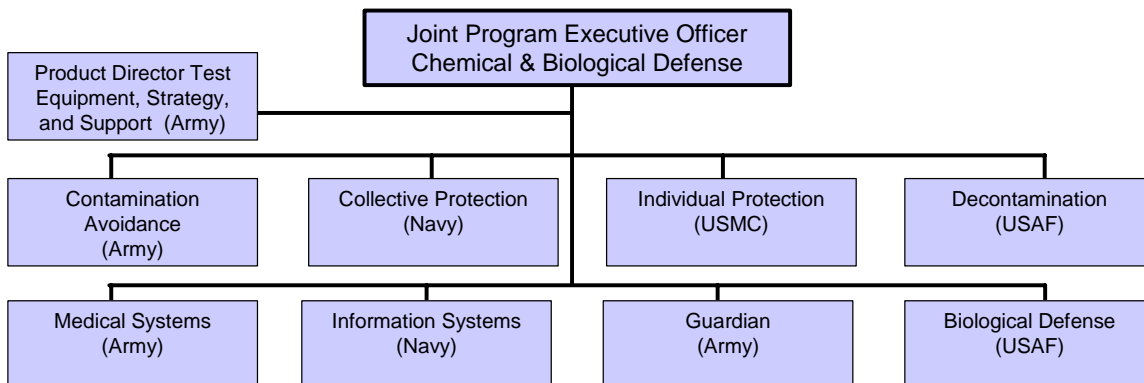 Joint Program Executive Officer
Chemical & Biological Defense
Product Director Test
Equipment, Strategy,
and Support (Army)
Contamination
Avoidance
(Army)
Collective Protection
(Navy)
Individual Protection
(USMC)
Decontamination
(USAF)
Medical Systems
(Army)
Information Systems
(Navy)
Guardian
(Army)
Biological Defense
(USAF)